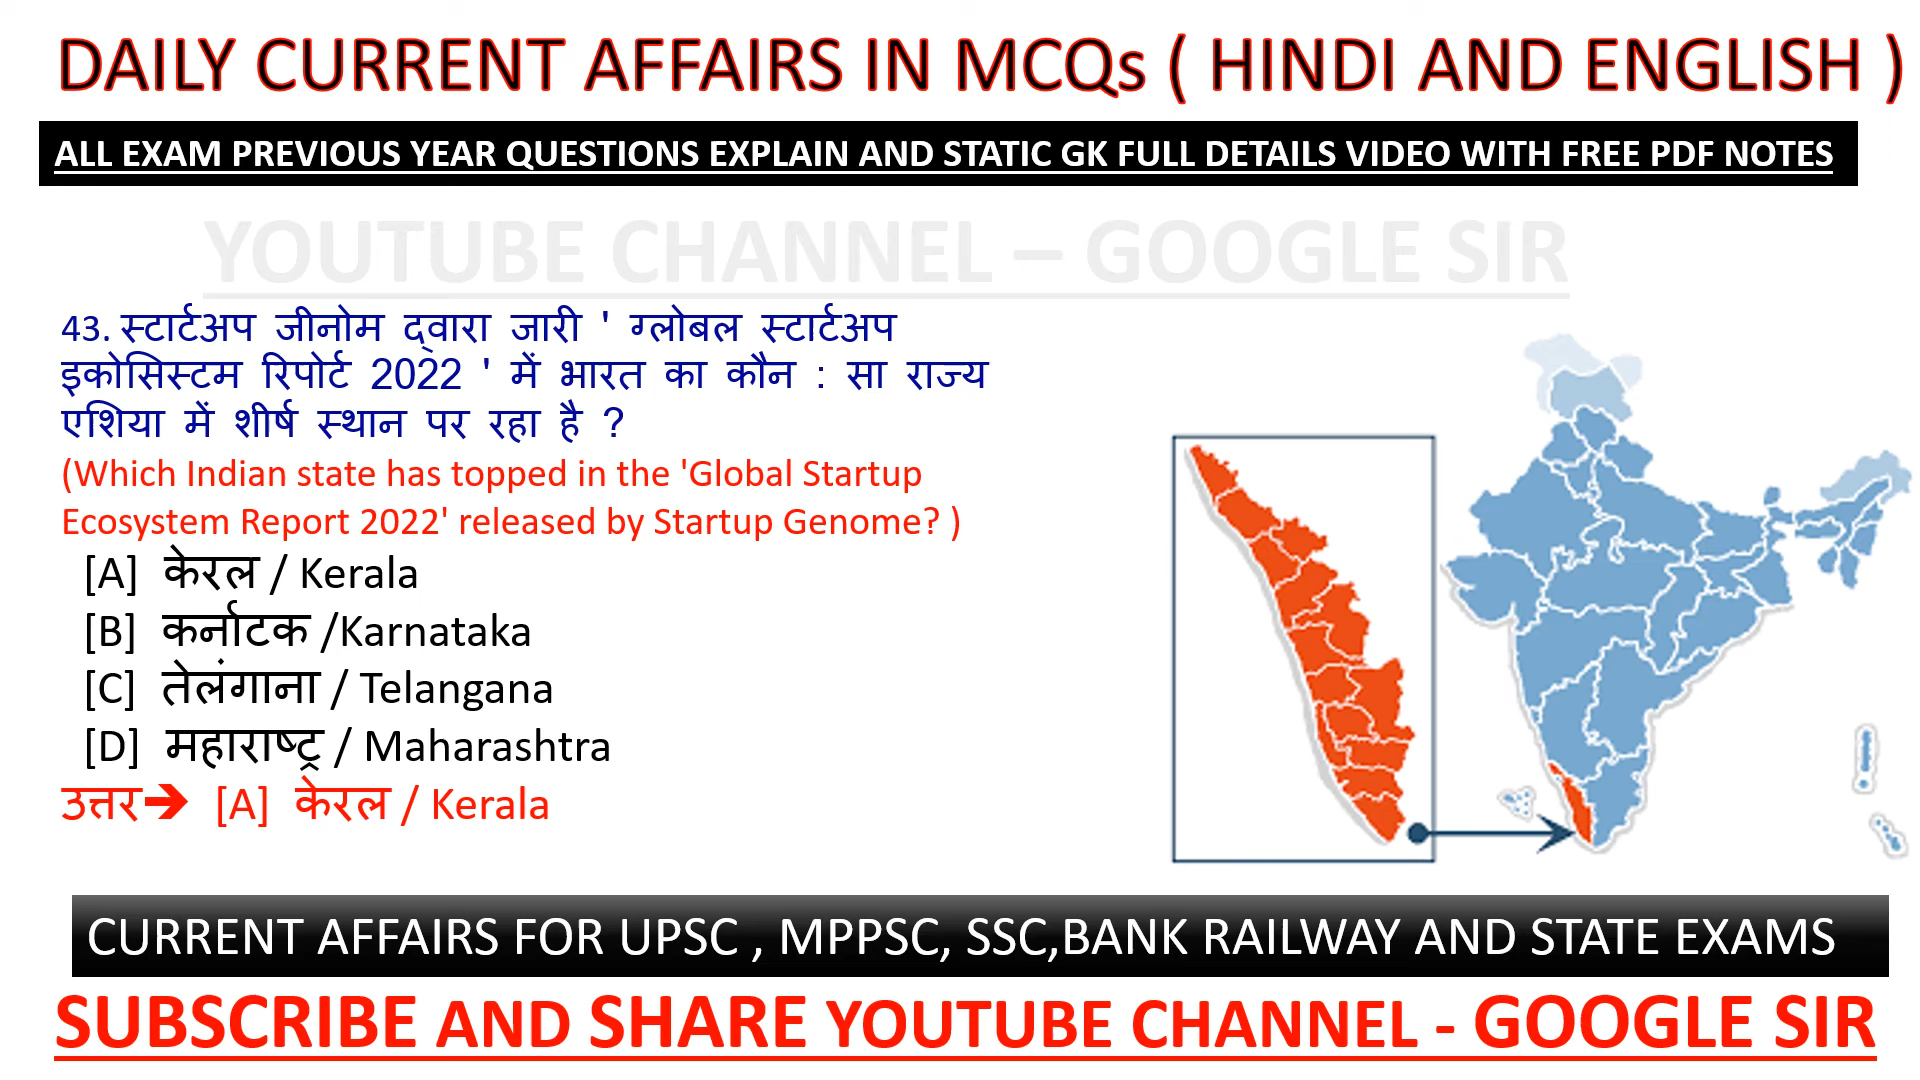 DAILY CURRENT AFFAIRS IN MCQs ( HINDI AND ENGLISH )
ALL EXAM PREVIOUS YEAR QUESTIONS EXPLAIN AND STATIC GK FULL DETAILS VIDEO WITH FREE PDF NOTES
YOUTUBE CHANNEL – GOOGLE SIR
43. स्टार्टअप जीनोम द्वारा जारी ' ग्लोबल स्टार्टअप
इकोसिस्टम रिपोर्ट 2022 ' में भारत का कौन : सा राज्य
एशिया में शीर्ष स्थान पर रहा है ?
(Which Indian state has topped in the 'Global Startup
Ecosystem Report 2022' released by Startup Genome? )
[A] केरल / Kerala
[B] कर्नाटक /Karnataka
[C] तेलंगाना / Telangana
[D] महाराष्ट्र / Maharashtra
उत्तर➔ [A] केरल / Kerala
CURRENT AFFAIRS FOR UPSC , MPPSC, SSC,BANK RAILWAY AND STATE EXAMS
SUBSCRIBE AND SHARE YOUTUBE CHANNEL - GOOGLE SIR